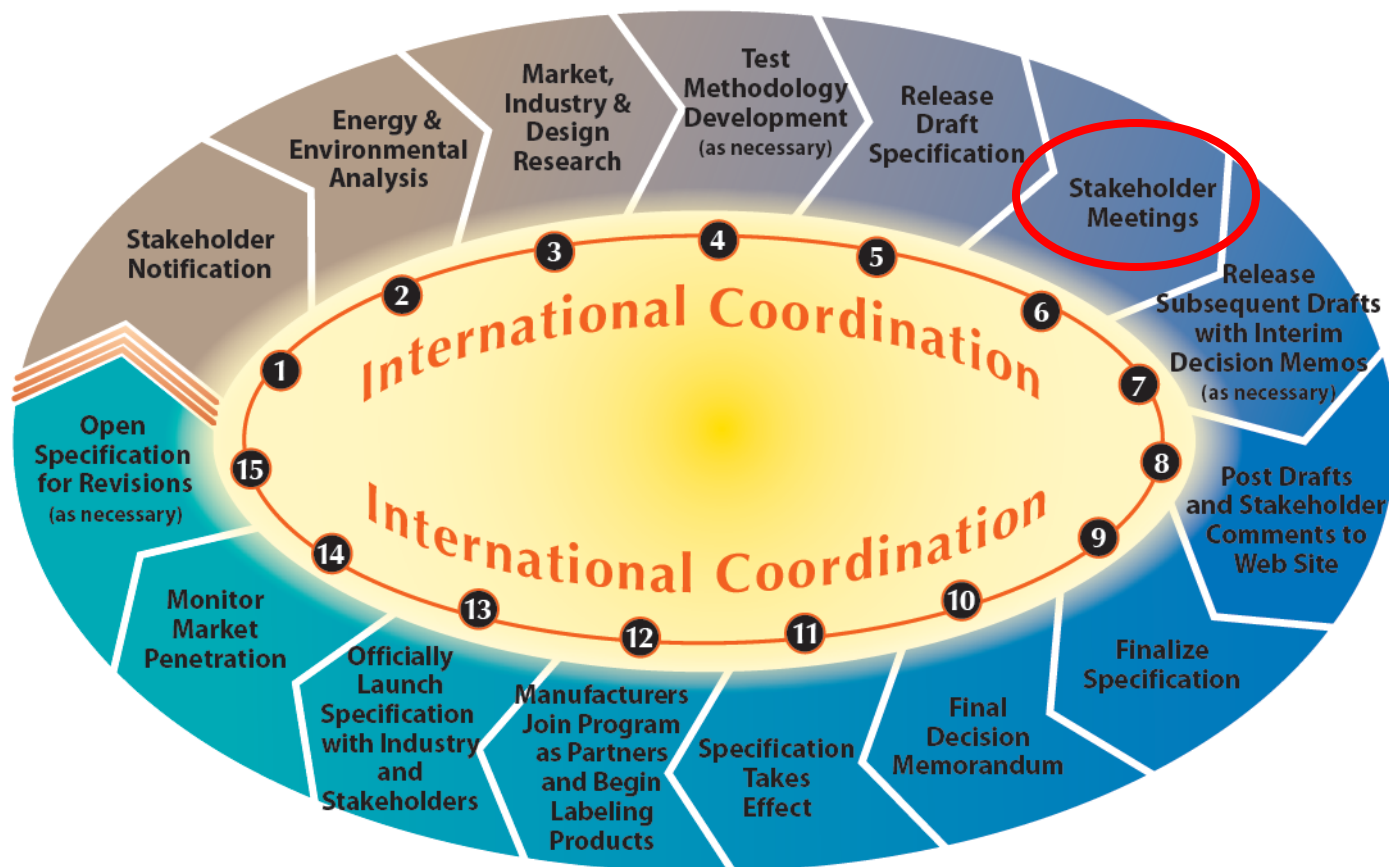 Stakeholder
Notification
Energy &
Environmental
Analysis
Market,
Industry &
Design
Research
Test
Methodology
Development
(as necessary)
Release
Draft
Specification
Stakeholder
Meetings
Release
Subsequent Drafts
with Interim
Decision Memos
(as necessary)
Post Drafts
and Stakeholder
Comments to
Web Site
Finalize
Specification
Final
Decision
Memorandum
Specification
Takes
Effect
Manufacturers
Join Program
as Partners
and Begin
Labeling
Products
Officially
Launch
Specification
with Industry
and
Stakeholders
Monitor
Market
Penetration
Open
Specification
for Revisions
(as necessary)
1
2
3
4
5
6
7
8
9
10
11
12
13
14
15
International Coordination
International Coordination